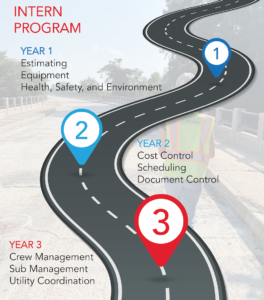 INTERN
PROGRAM
1
YEAR 1
Estimating
Equipment
Health, Safety, and Environment
2
YEAR 2
Cost Control
Scheduling
Document Control
3
YEAR 3
Crew Management
Sub Management
Utility Coordination